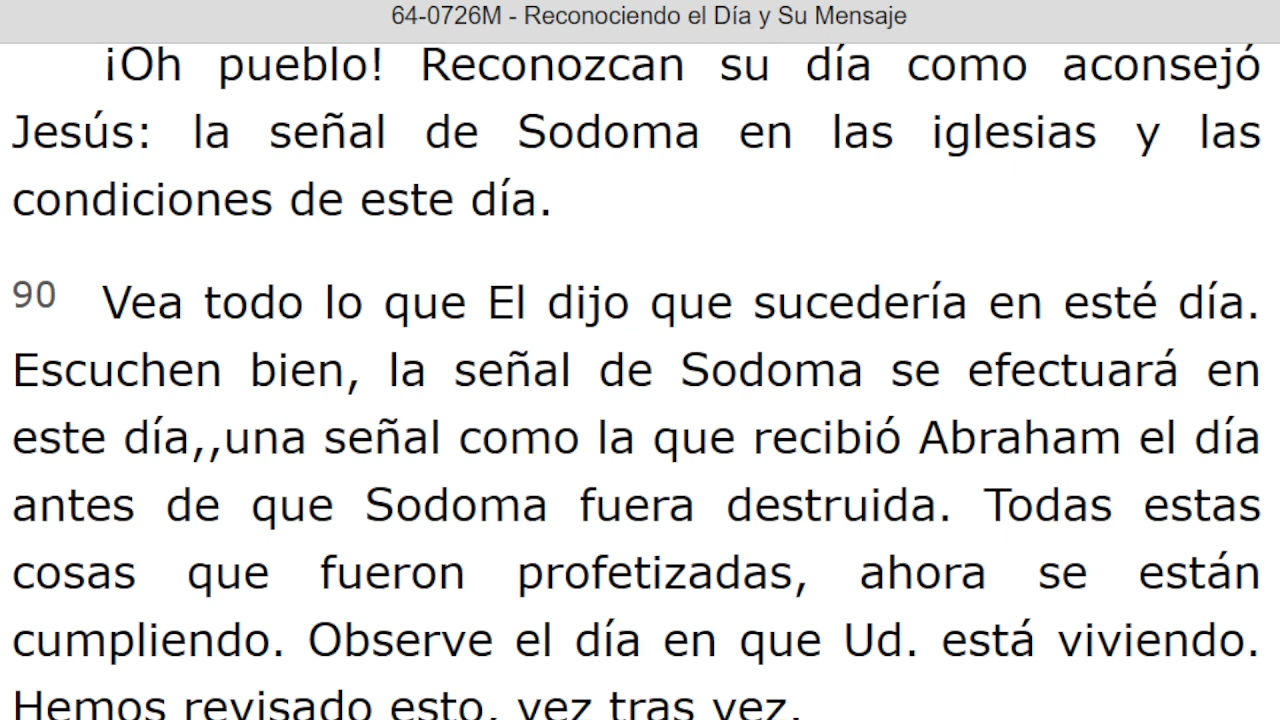 64-0726M - Reconociendo el Día y Su Mensaje
¡Oh pueblo! Reconozcan su día como aconsejó
Jesús: la señal de Sodoma en las iglesias y las
condiciones de este día.
90 Vea todo lo que El dijo que sucedería en esté día.
Escuchen bien, la señal de Sodoma se efectuará en
este día,,una señal como la que recibió Abraham el día
antes de que Sodoma fuera destruida. Todas estas
cosas que fueron profetizadas, ahora se están
cumpliendo. Observe el día en que Ud. está viviendo.
Hemos revisado esto, vez tras vez.